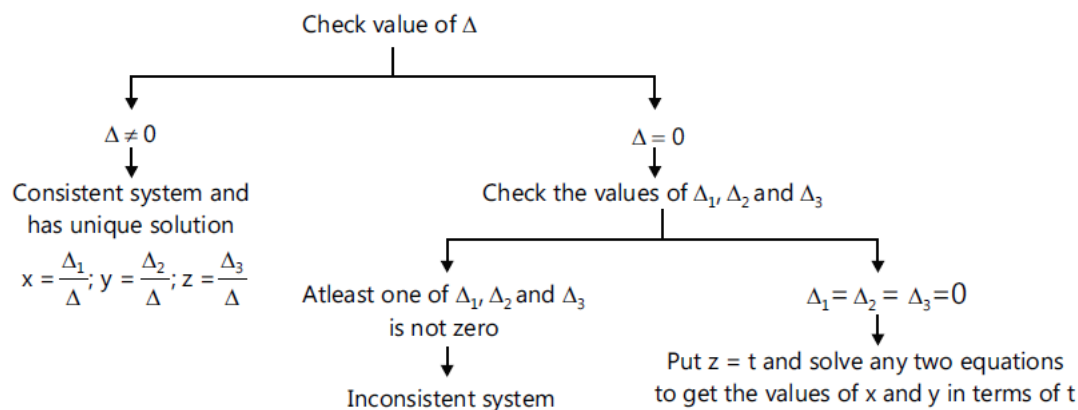 Check value of Δ
Δ ≠ 0
Δ = 0
Consistent system and
has unique solution
x = Δ₁/Δ; y = Δ₂/Δ; z = Δ₃/Δ
Check the values of Δ₁, Δ₂ and Δ₃
Atleast one of Δ₁, Δ₂ and Δ₃
is not zero
Inconsistent system
Δ₁= Δ₂ = Δ₃=0
Put z = t and solve any two equations
to get the values of x and y in terms of t